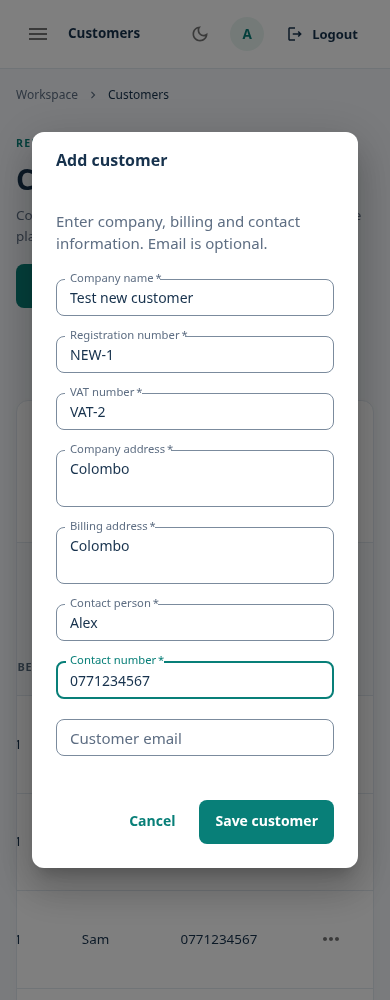 Customers
A
Logout
Workspace
Customers
Add customer
Enter company, billing and contact
information. Email is optional.
Company name *
Test new customer
Registration number *
NEW-1
VAT number *
VAT-2
Company address *
Colombo
Billing address *
Colombo
Contact person *
Alex
Contact number *
0771234567
Customer email
Cancel
Save customer
Sam
0771234567